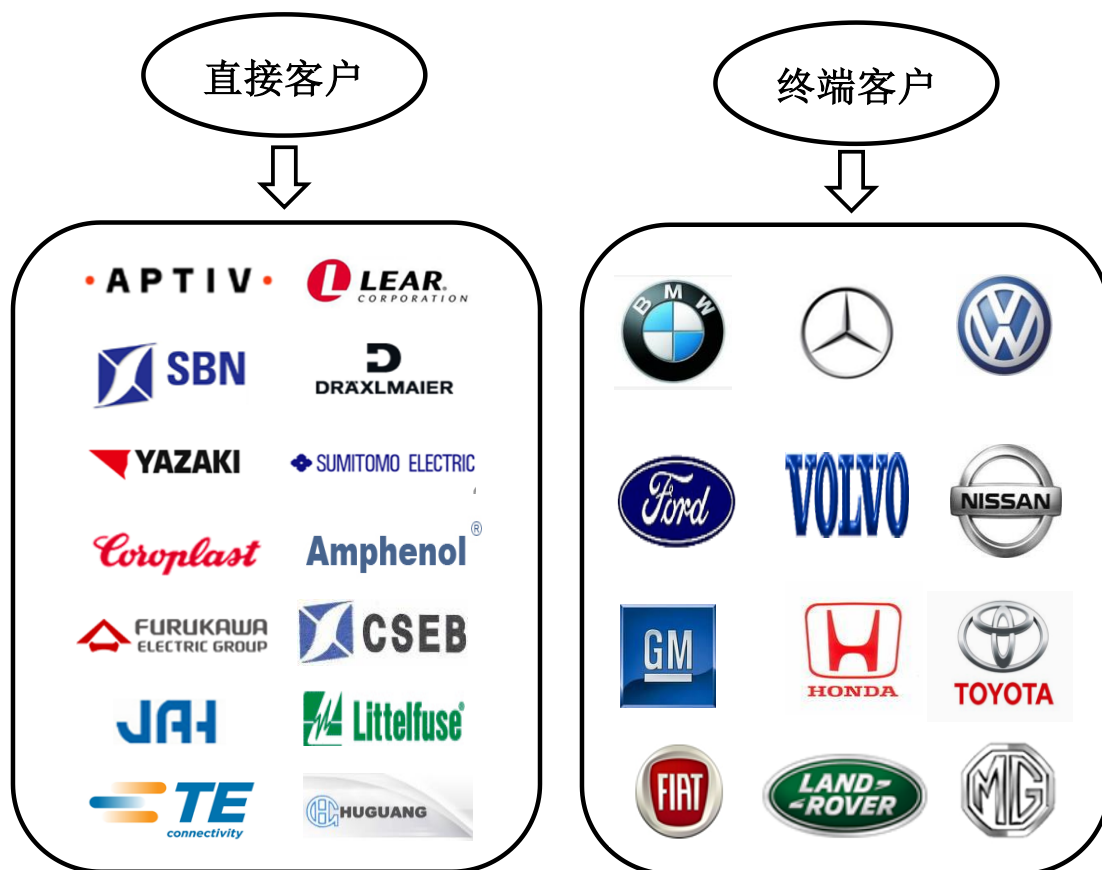 直接客户
终端客户
APTIV
LEAR.
CORPORATION
SBN
DRÄXLMAIER
YAZAKI
SUMITOMO ELECTRIC
Coroplast
Amphenol®
FURUKAWA
ELECTRIC GROUP
CSEB
JAH
Littelfuse®
TE
connectivity
HUGUANG
BMW
VW
Ford
VOLVO
NISSAN
GM
HONDA
TOYOTA
FIAT
LAND
ROVER
MG